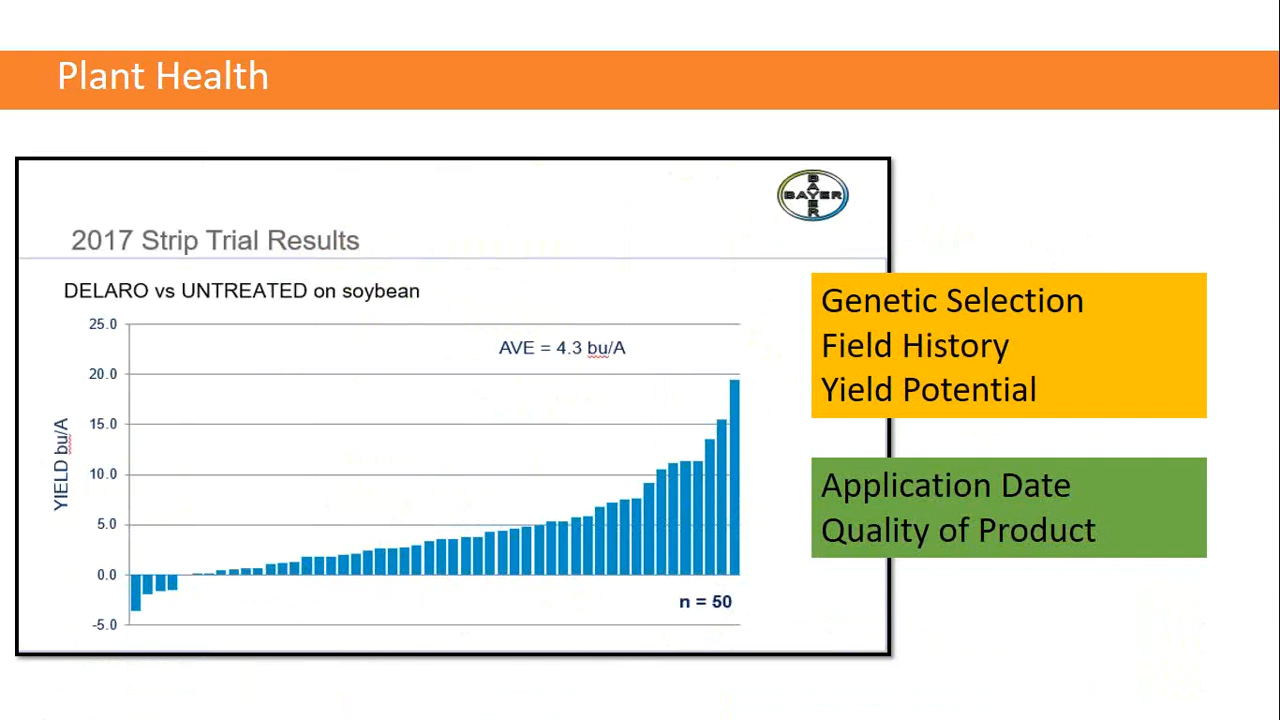 Plant Health
BAYER
BAYER
2017 Strip Trial Results
DELARO vs UNTREATED on soybean
YIELD bu/A
25.0
20.0
15.0
10.0
5.0
0.0
-5.0
AVE = 4.3 bu/A
n = 50
Genetic Selection
Field History
Yield Potential
Application Date
Quality of Product